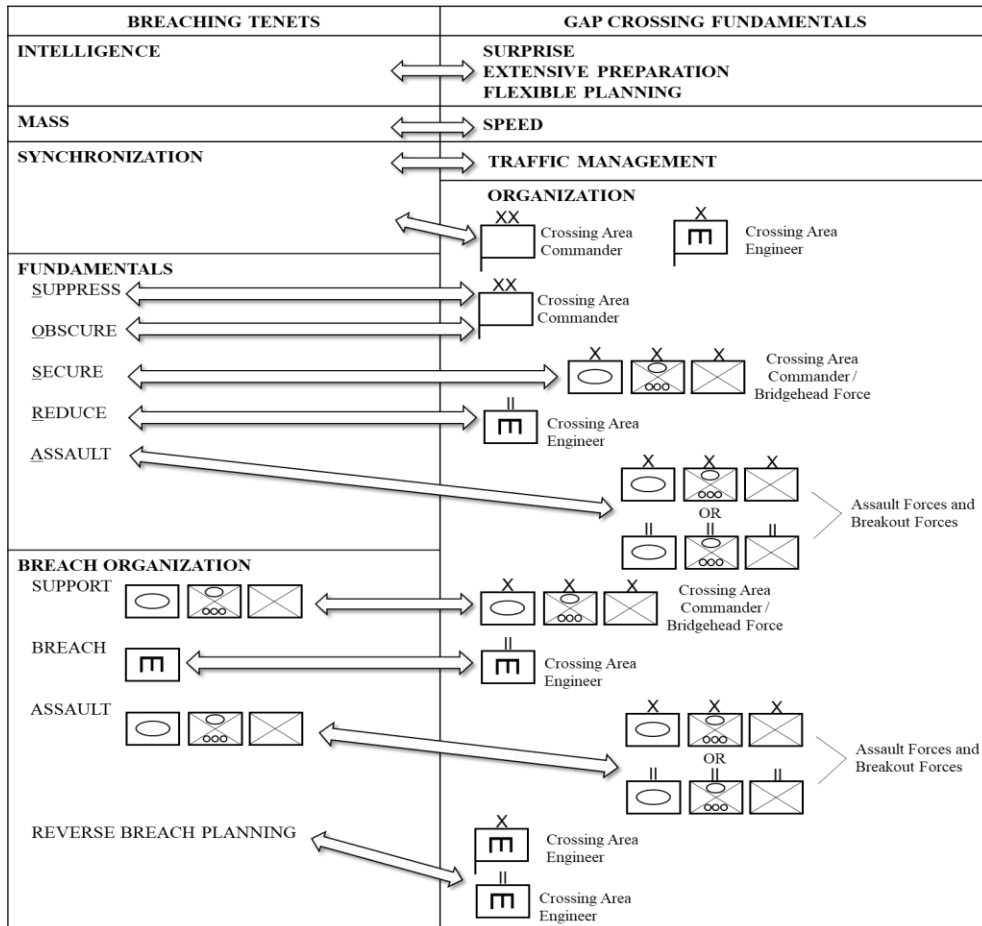 BREACHING TENETS
GAP CROSSING FUNDAMENTALS
INTELLIGENCE
SURPRISE
EXTENSIVE PREPARATION
FLEXIBLE PLANNING
MASS
SPEED
SYNCHRONIZATION
TRAFFIC MANAGEMENT
ORGANIZATION
XX
Crossing Area
Commander
X
E
Crossing Area
Engineer
FUNDAMENTALS
SUPPRESS
XX
Crossing Area
Commander
OBSCURE
SECURE
X X X
Crossing Area
Commander /
Bridgehead Force
REDUCE
II
E
Crossing Area
Engineer
ASSAULT
X X X
OR
II II II
Assault Forces and
Breakout Forces
BREACH ORGANIZATION
SUPPORT
X X X
Crossing Area
Commander /
Bridgehead Force
BREACH
E
II
E
Crossing Area
Engineer
ASSAULT
X X X
OR
II II II
Assault Forces and
Breakout Forces
REVERSE BREACH PLANNING
X
E
Crossing Area
Engineer
II
E
Crossing Area
Engineer